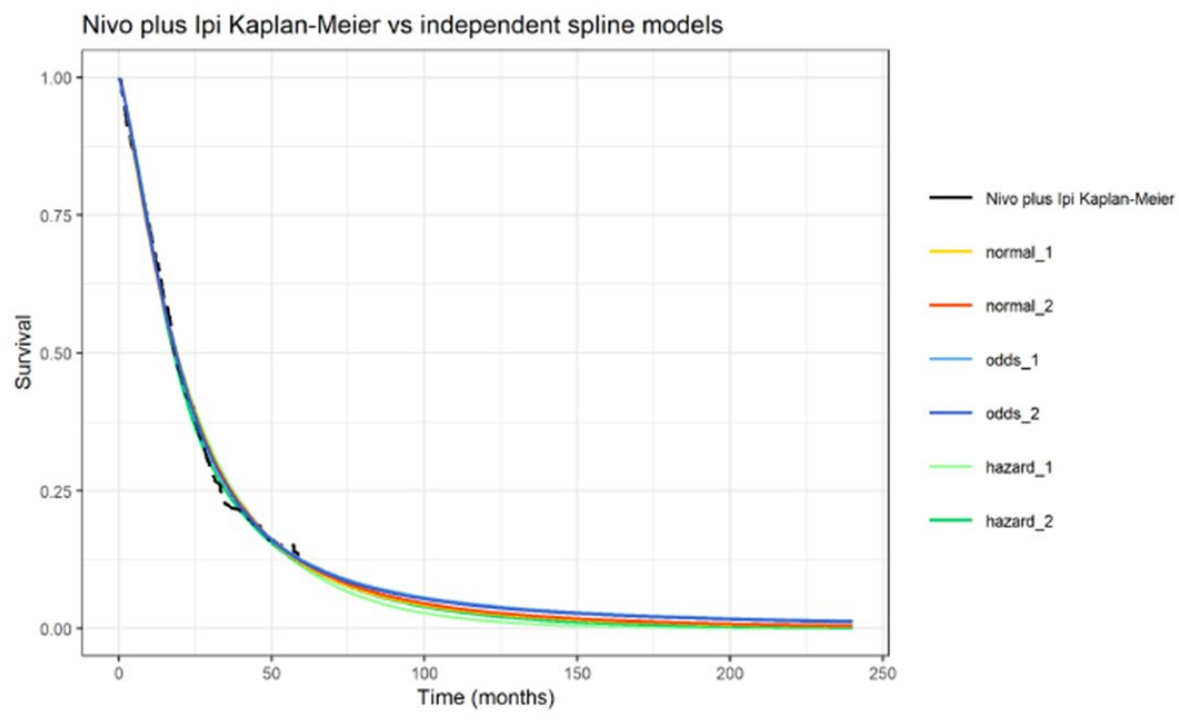 Nivo plus Ipi Kaplan-Meier vs independent spline models
1.00
0.75
0.50
0.25
0.00
Survival
0 50 100 150 200 250
Time (months)
Nivo plus Ipi Kaplan-Meier
normal_1
normal_2
odds_1
odds_2
hazard_1
hazard_2